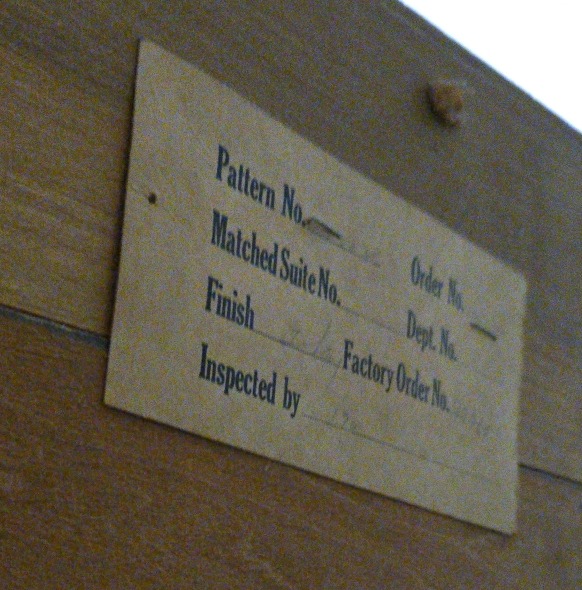 Pattern No. Order No.
Matched Suite No. Dept. No.
Finish Factory Order No.
Inspected by